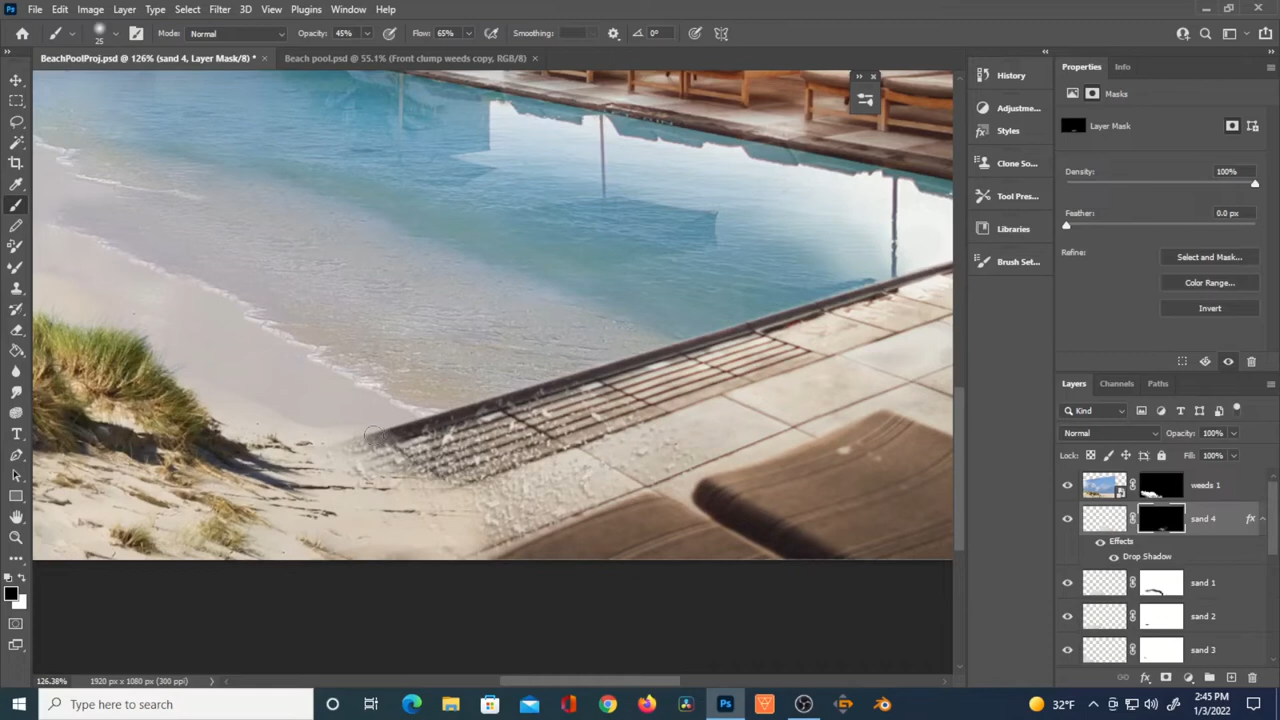 Ps File Edit Image Layer Type Select Filter 3D View Plugins Window Help
25 Mode: Normal Opacity: 45% Flow: 65% Smoothing: 0°
BeachPoolProj.psd @ 126% (sand 4, Layer Mask/8) * × Beach pool.psd @ 55.1% (Front clump weeds copy, RGB/8) ×
History
Adjustme...
Styles
Clone So...
Tool Pres...
Libraries
Brush Set...
Properties Info
Masks
Layer Mask
Density: 100%
Feather: 0.0 px
Refine: Select and Mask...
Color Range...
Invert
Layers Channels Paths
Kind
Normal Opacity: 100%
Lock: Fill: 100%
weeds 1
sand 4 fx
Effects
Drop Shadow
sand 1
sand 2
sand 3
126.38% 1920 px x 1080 px (300 ppi)
Type here to search
Ps
32°F
2:45 PM
1/3/2022